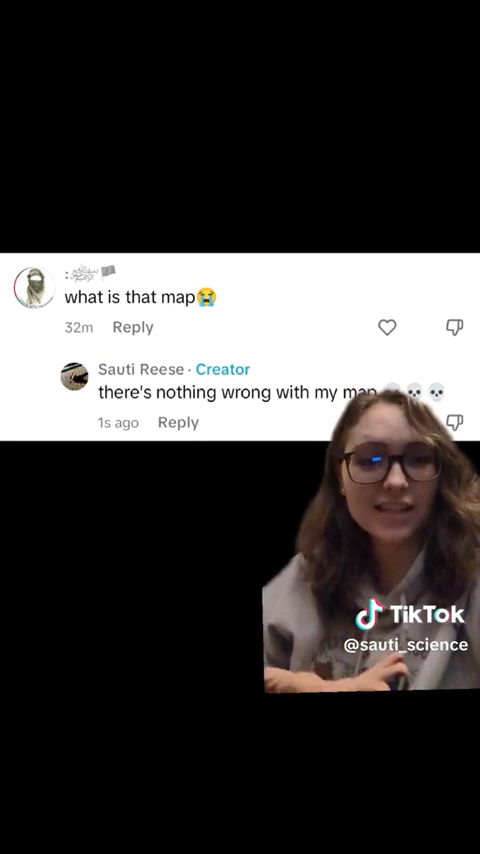 : ﷽🏴
what is that map😭
32m Reply
Sauti Reese · Creator
there's nothing wrong with my map 💀💀💀
1s ago Reply
TikTok
@sauti_science